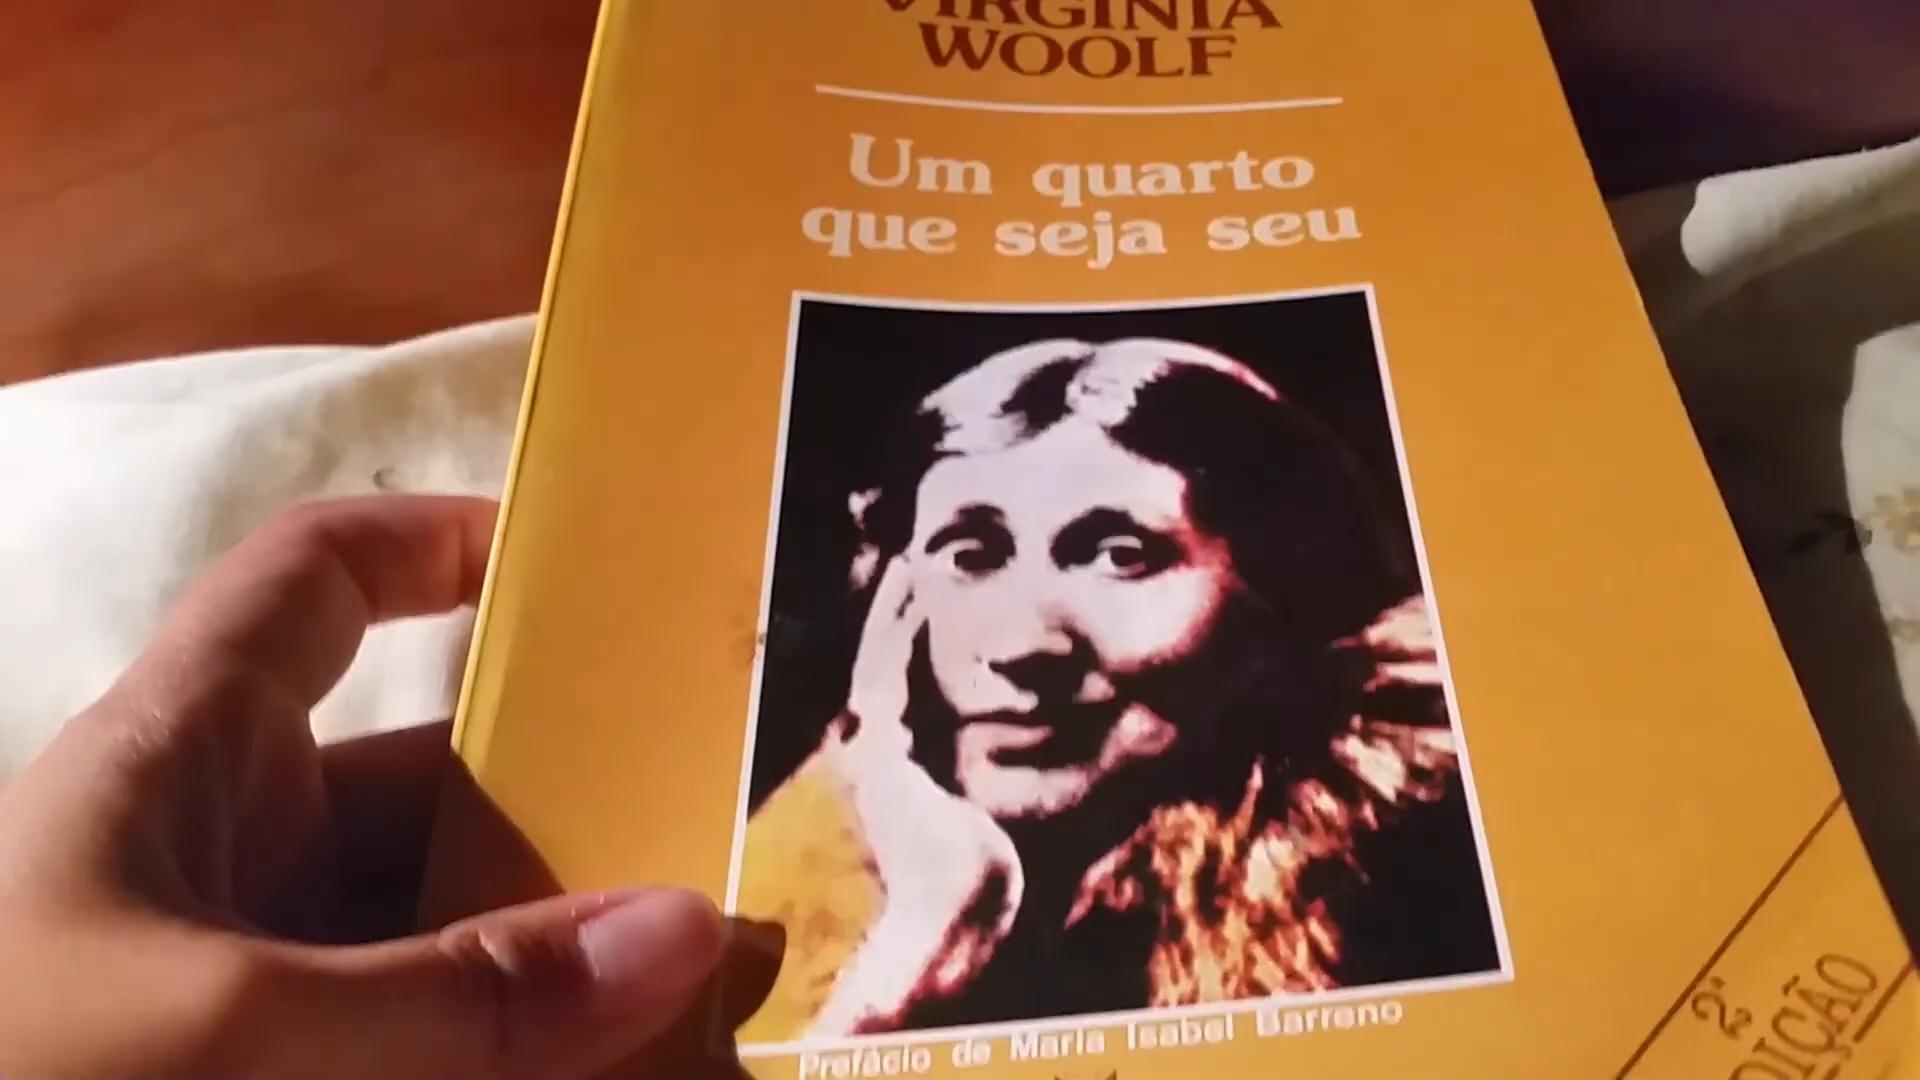 VIRGINIA
WOOLF
Um quarto
que seja seu
Prefácio de Maria Isabel Barreno
2ª
EDIÇÃO